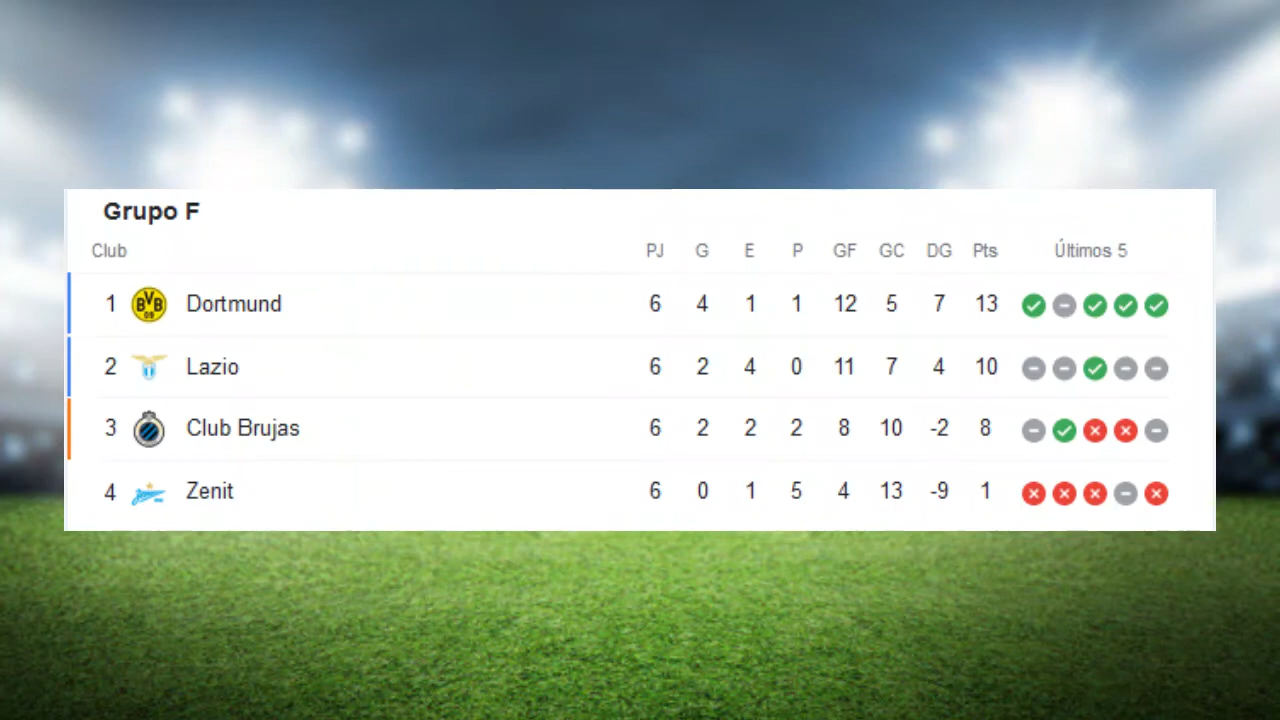 Grupo F
Club PJ G E P GF GC DG Pts Últimos 5
1 BVB 09 Dortmund 6 4 1 1 12 5 7 13
2 Lazio 6 2 4 0 11 7 4 10
3 Club Brujas 6 2 2 2 8 10 -2 8
4 Zenit 6 0 1 5 4 13 -9 1